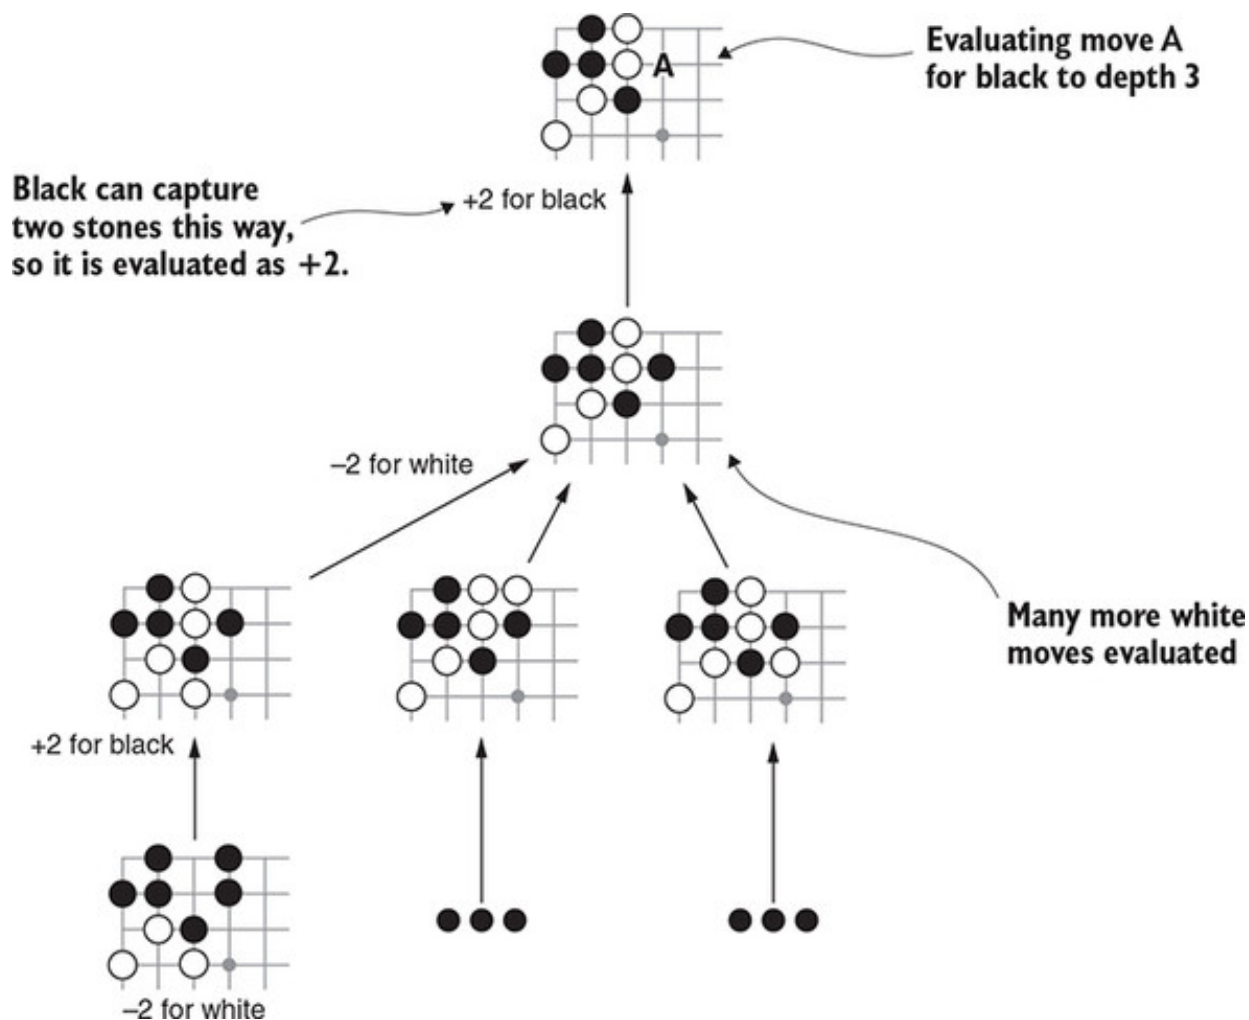 A
Evaluating move A
for black to depth 3
Black can capture
two stones this way,
so it is evaluated as +2.
+2 for black
–2 for white
Many more white
moves evaluated
+2 for black
–2 for white